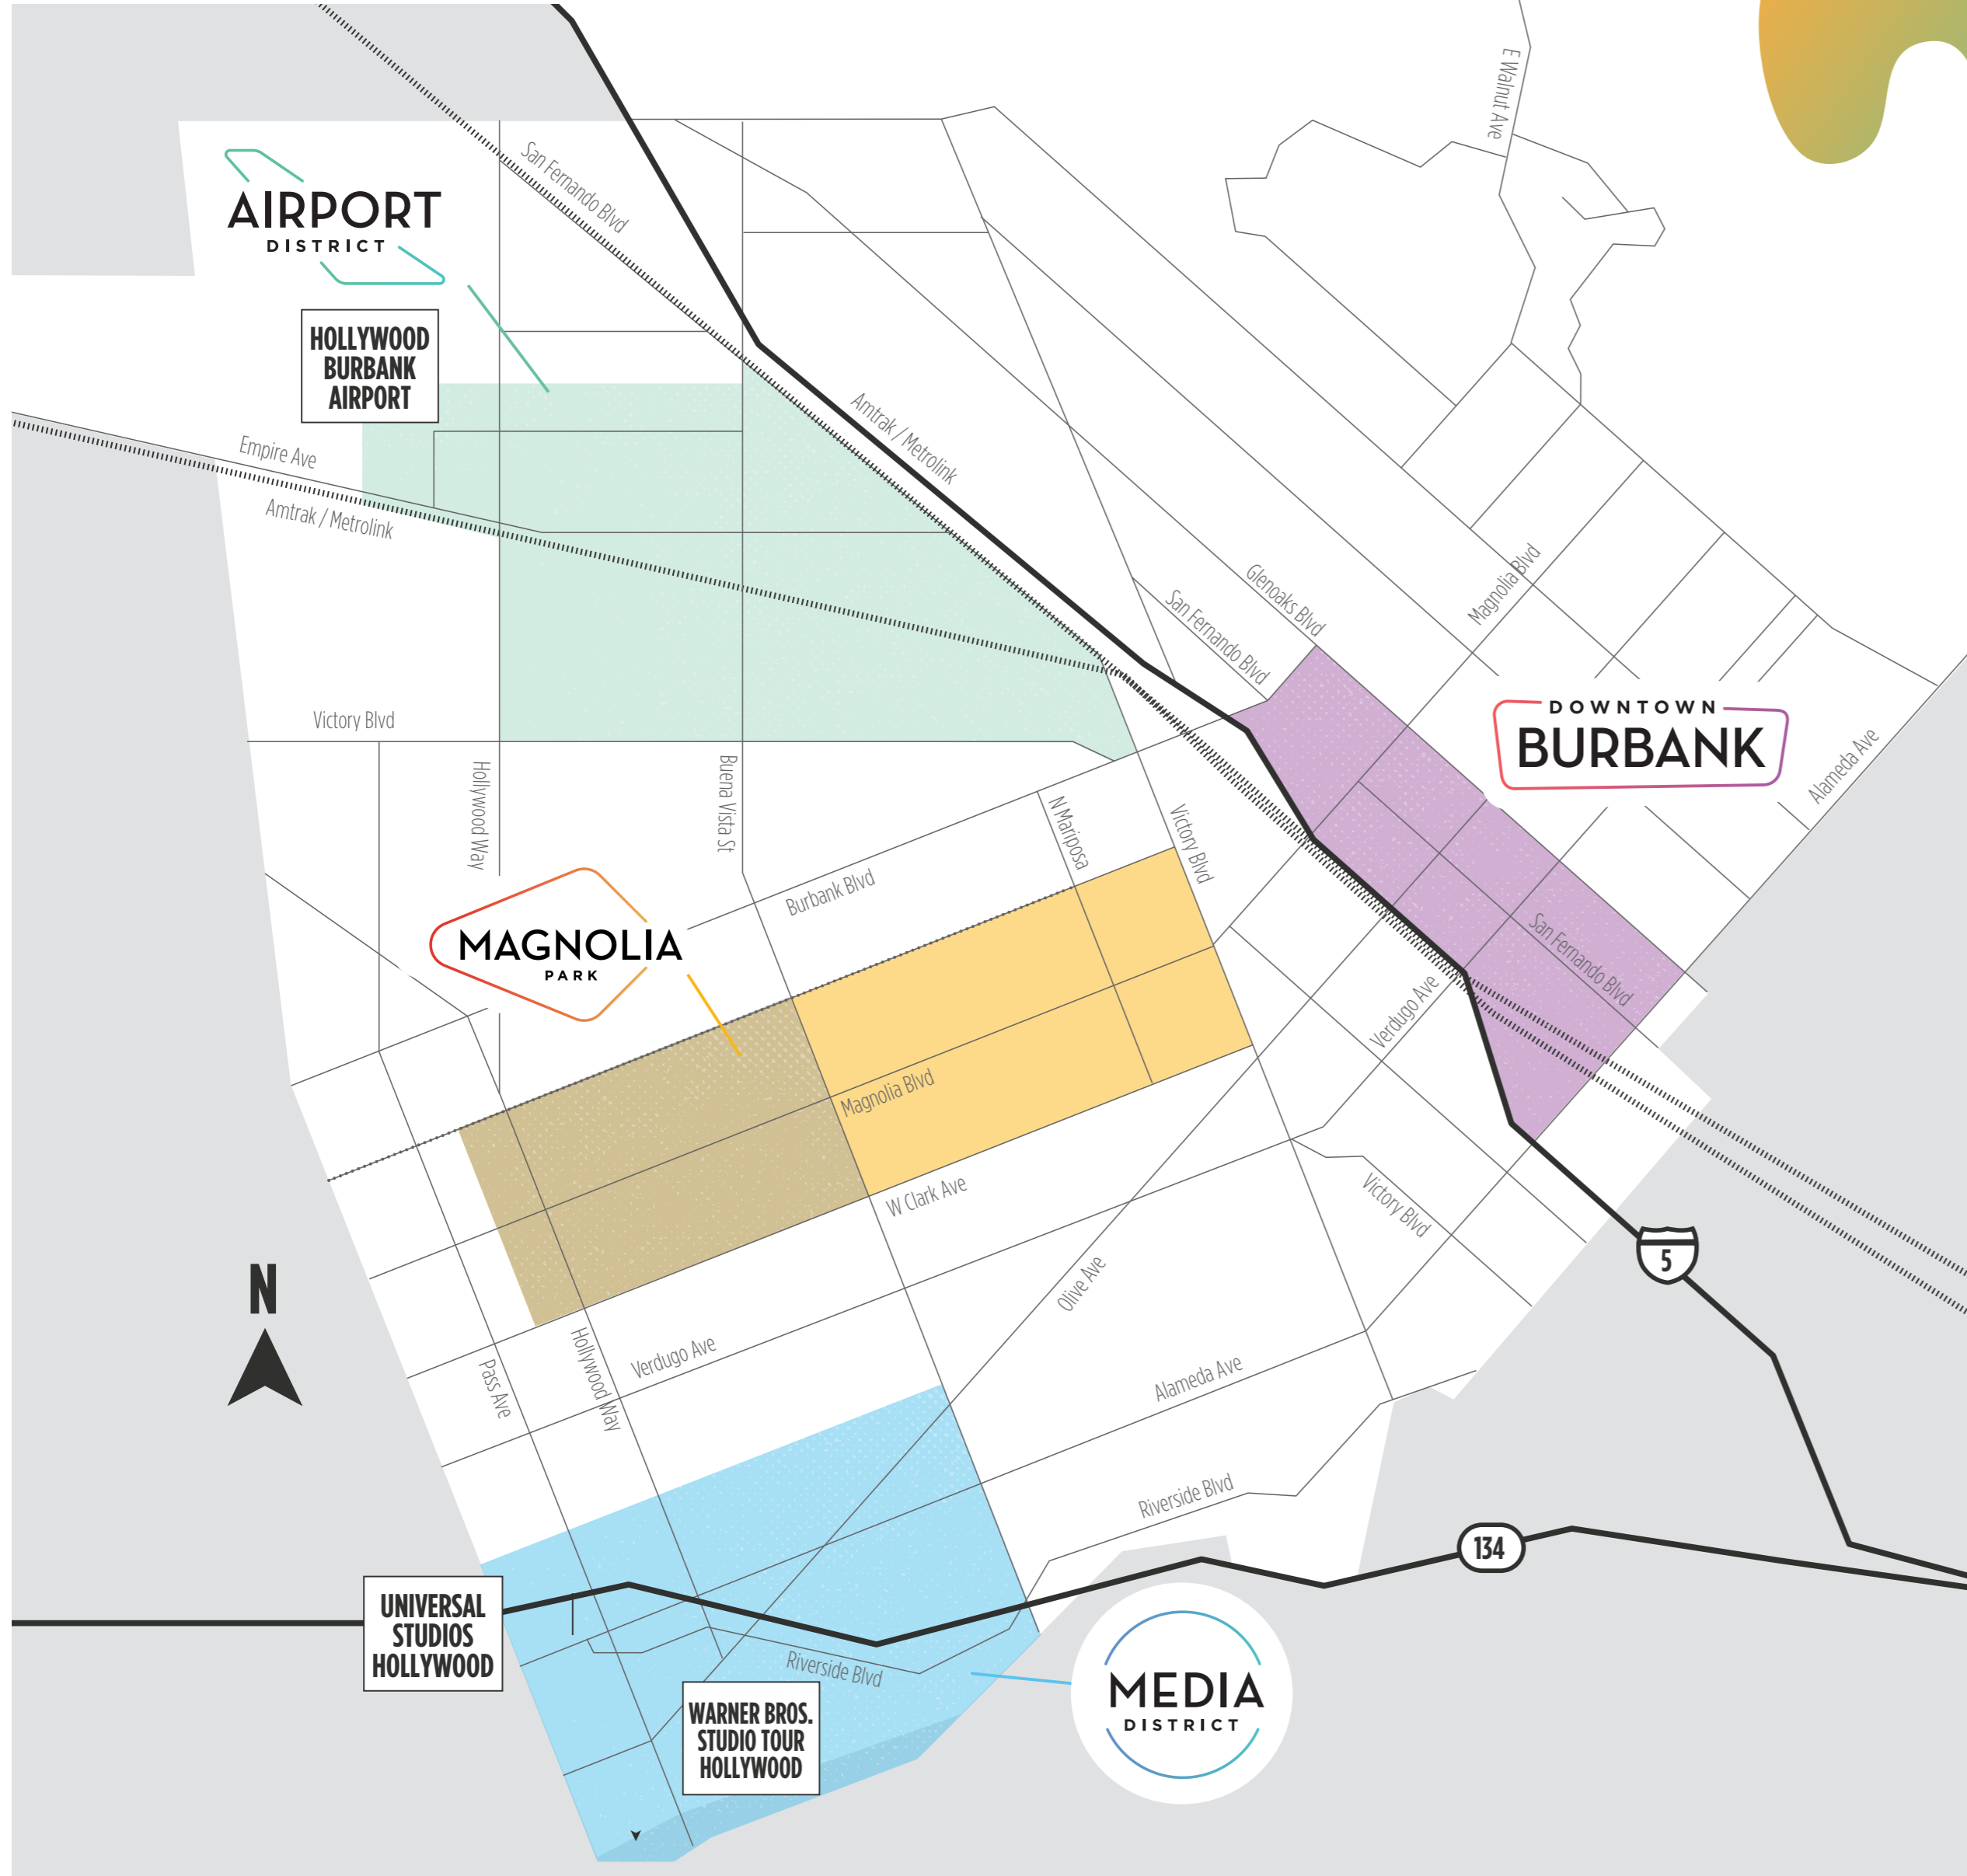 E Walnut Ave
San Fernando Blvd
AIRPORT
DISTRICT
HOLLYWOOD
BURBANK
AIRPORT
Amtrak / Metrolink
Empire Ave
Amtrak / Metrolink
Magnolia Blvd
Glenoaks Blvd
San Fernando Blvd
DOWNTOWN
BURBANK
Alameda Ave
Victory Blvd
Hollywood Way
Buena Vista St
N Mariposa
Victory Blvd
Burbank Blvd
MAGNOLIA
PARK
San Fernando Blvd
Verdugo Ave
Magnolia Blvd
W Clark Ave
Victory Blvd
Olive Ave
5
N
Pass Ave
Hollywood Way
Verdugo Ave
Alameda Ave
Riverside Blvd
134
UNIVERSAL
STUDIOS
HOLLYWOOD
Riverside Blvd
WARNER BROS.
STUDIO TOUR
HOLLYWOOD
MEDIA
DISTRICT